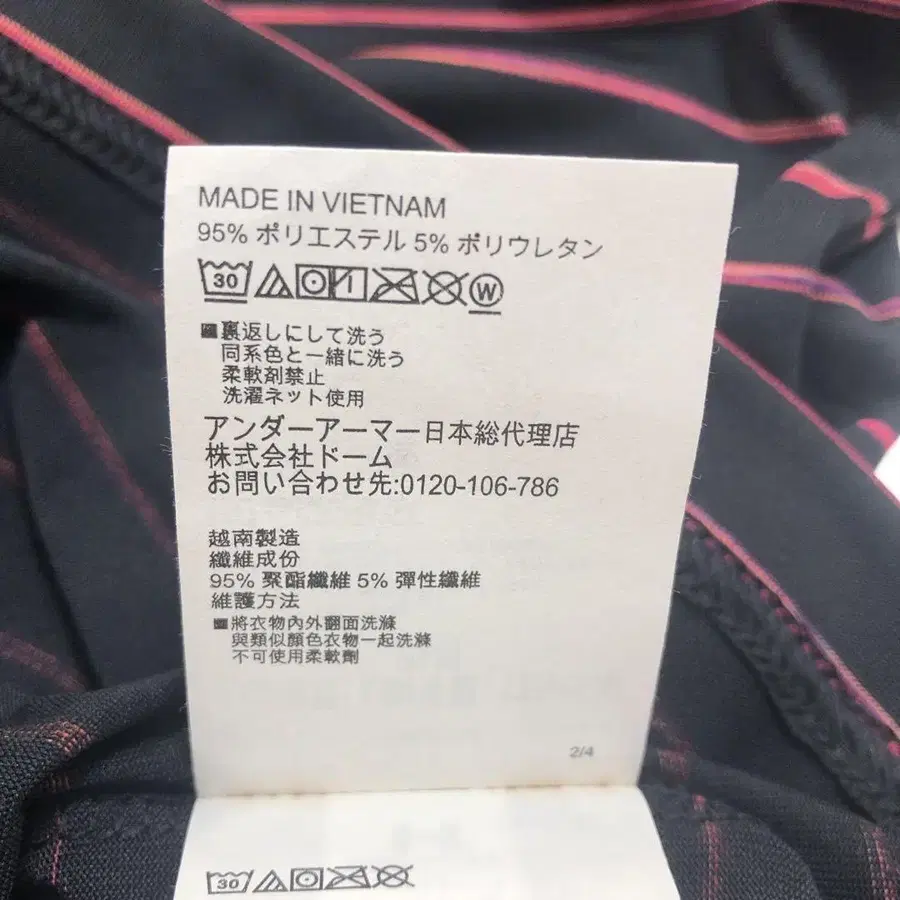 MADE IN VIETNAM
95% ポリエステル 5% ポリウレタン
30 W
裏返しにして洗う
同系色と一緒に洗う
柔軟剤禁止
洗濯ネット使用
アンダーアーマー日本総代理店
株式会社ドーム
お問い合わせ先:0120-106-786
越南製造
纖維成份
95% 聚酯纖維 5% 彈性纖維
維護方法
將衣物內外翻面洗滌
與類似顏色衣物一起洗滌
不可使用柔軟劑
2/4
30